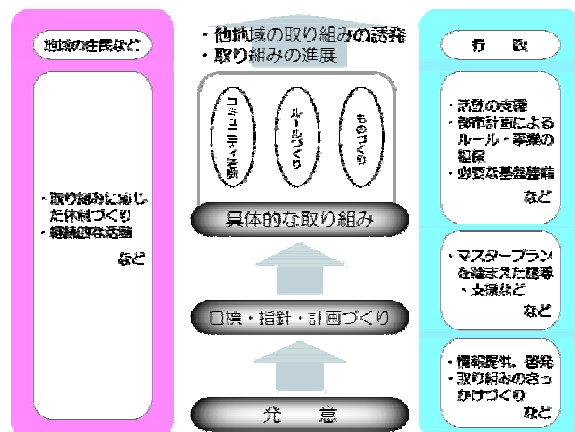 地域の住民など
・取り組みに応じ
た体制づくり
・継続的な活動
など
・他地域の取り組みの誘発
・取り組みの進展
コミュニティ活動
ルールづくり
ものづくり
具体的な取り組み
目標・指針・計画づくり
発 意
行 政
・活動の支援
・都市計画による
ルール・事業の
担保
・必要な基盤整備
など
・マスタープラン
を踏まえた誘導
・支援など
など
・情報提供、啓発
・取り組みのきっ
かけづくり
など